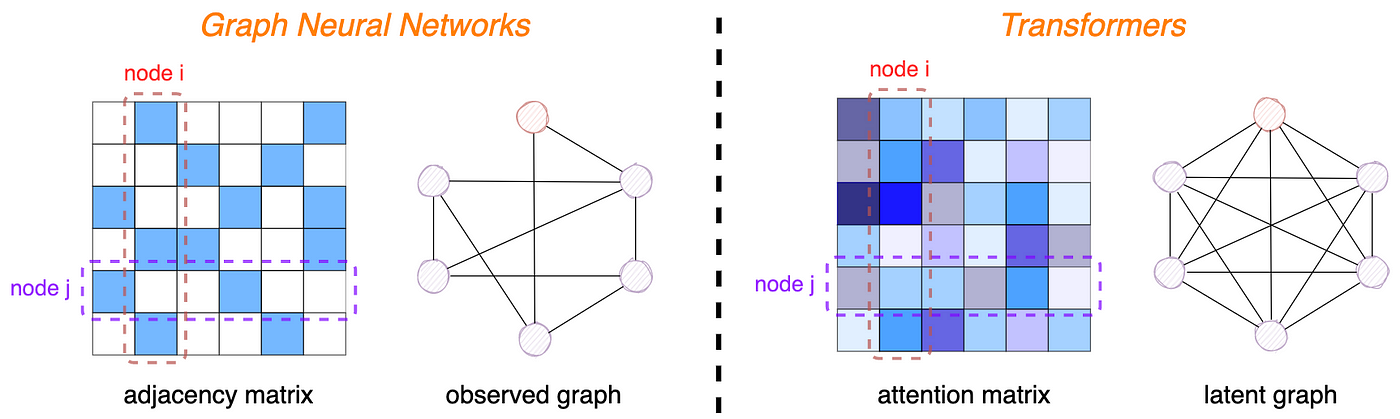 Graph Neural Networks
node i
node j
adjacency matrix
observed graph
Transformers
node i
node j
attention matrix
latent graph